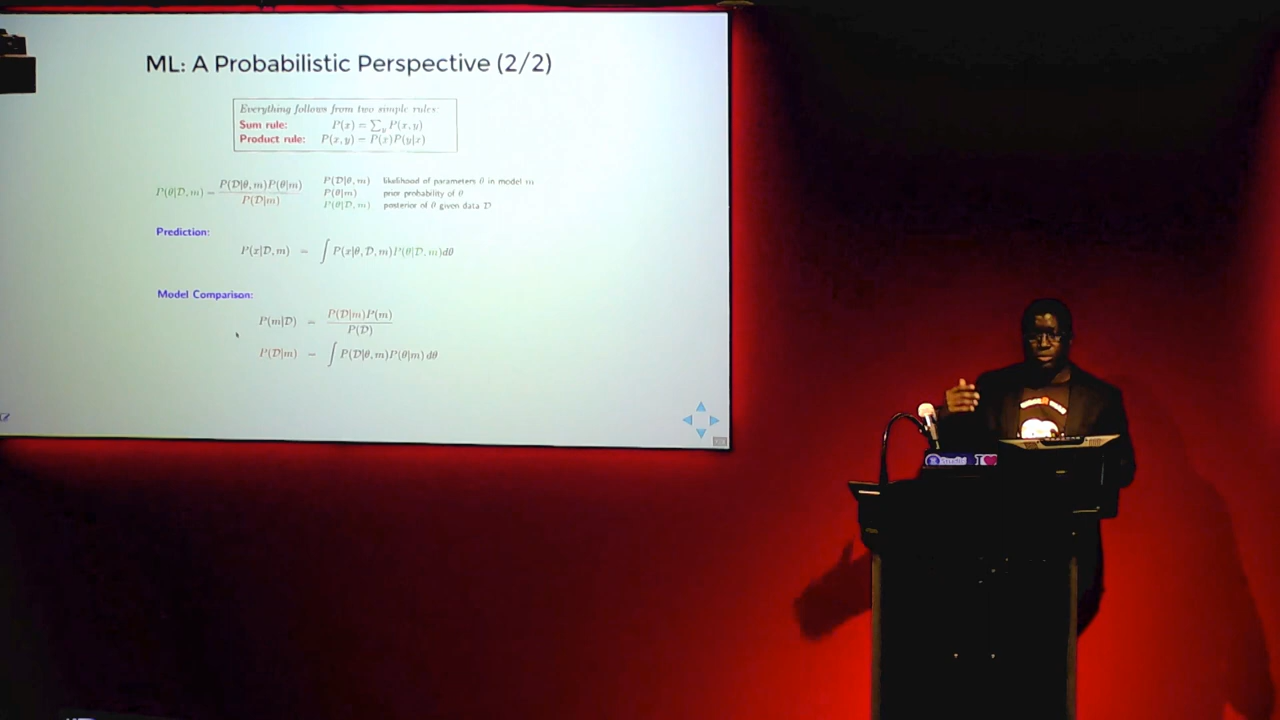 ML: A Probabilistic Perspective (2/2)
Everything follows from two simple rules:
Sum rule: P(x) = ∑_y P(x, y)
Product rule: P(x, y) = P(x)P(y|x)
P(θ|D, m) = P(D|θ, m)P(θ|m) / P(D|m)
P(D|θ, m) likelihood of parameters θ in model m
P(θ|m) prior probability of θ
P(θ|D, m) posterior of θ given data D
Prediction:
P(x|D, m) = ∫ P(x|θ, D, m)P(θ|D, m)dθ
Model Comparison:
P(m|D) = P(D|m)P(m) / P(D)
P(D|m) = ∫ P(D|θ, m)P(θ|m) dθ
I